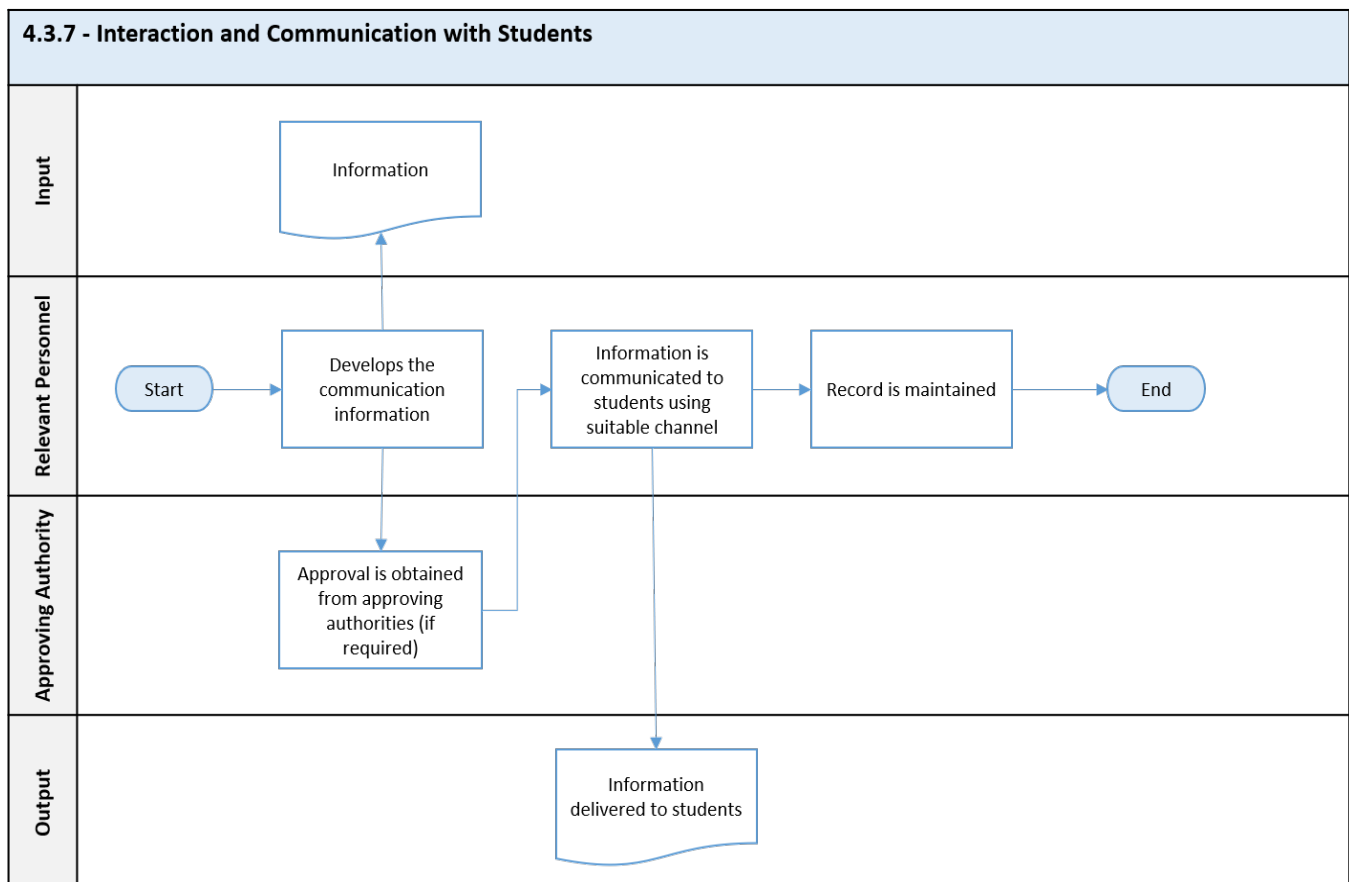 4.3.7 - Interaction and Communication with Students
Input
Information
Relevant Personnel
Start
Develops the
communication
information
Information is
communicated to
students using
suitable channel
Record is maintained
End
Approving Authority
Approval is obtained
from approving
authorities (if
required)
Output
Information
delivered to students